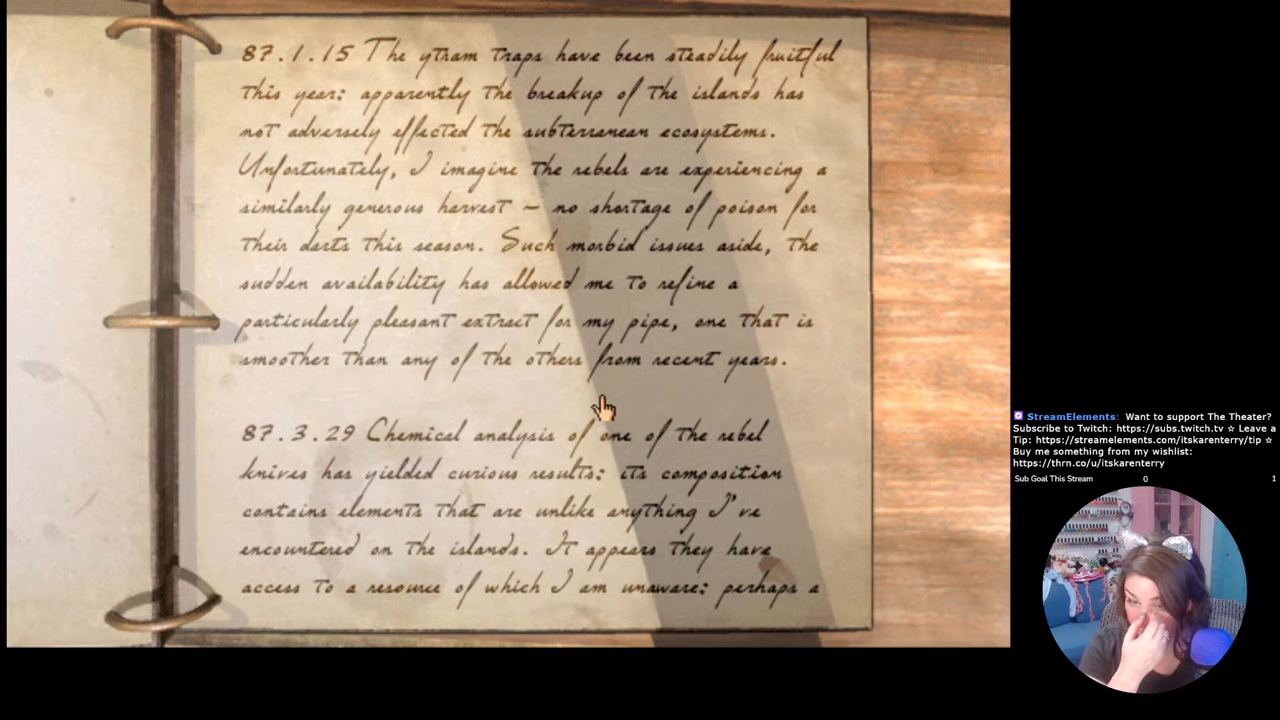 87.1.15 The ytram traps have been steadily fruitful
this year: apparently the breakup of the islands has
not adversely effected the subterranean ecosystems.
Unfortunately, I imagine the rebels are experiencing a
similarly generous harvest – no shortage of poison for
their darts this season. Such morbid issues aside, the
sudden availability has allowed me to refine a
particularly pleasant extract for my pipe, one that is
smoother than any of the others from recent years.
87.3.29 Chemical analysis of one of the rebel
knives has yielded curious results: its composition
contains elements that are unlike anything I've
encountered on the islands. It appears they have
access to a resource of which I am unaware: perhaps a
StreamElements: Want to support The Theater?
Subscribe to Twitch: https://subs.twitch.tv ☆ Leave a
Tip: https://streamelements.com/itskarenterry/tip ☆
Buy me something from my wishlist:
https://thrn.co/u/itskarenterry
Sub Goal This Stream 0 1